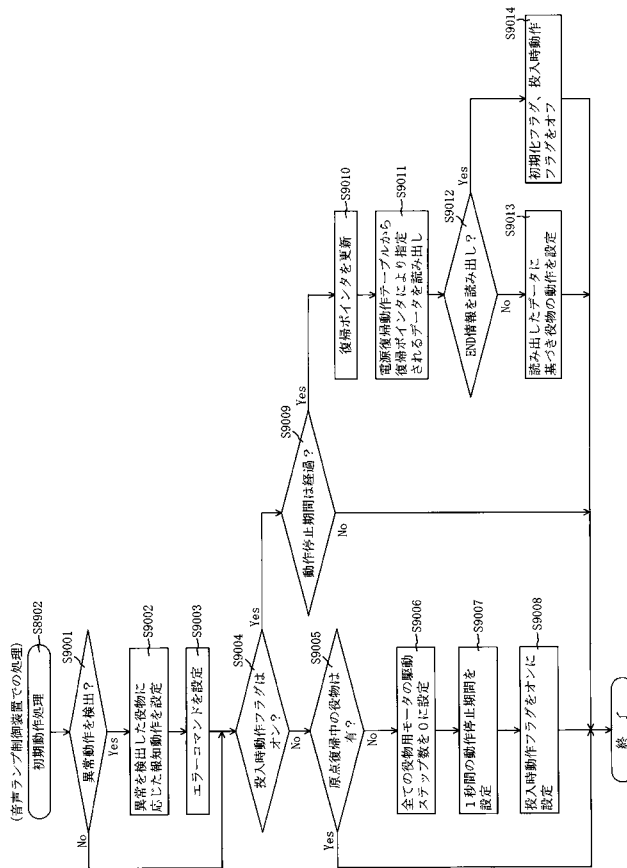 (音声ランプ制御装置での処理)
初期動作処理
S8902
異常動作を検出？
S9001
No
Yes
異常を検出した役物に
応じた報知動作を設定
S9002
エラーコマンドを設定
S9003
投入時動作フラグは
オン？
S9004
Yes
No
原点復帰中の役物は
有？
S9005
Yes
No
全ての役物用モータの駆動
ステップ数を０に設定
S9006
１秒間の動作停止期間を
設定
S9007
投入時動作フラグをオンに
設定
S9008
動作停止期間は経過？
S9009
Yes
No
復帰ポインタを更新
S9010
電源復帰動作テーブルから
復帰ポインタにより指定
されるデータを読み出し
S9011
END情報を読み出し？
S9012
Yes
No
読み出したデータに
基づき役物の動作を設定
S9013
初期化フラグ、投入時動作
フラグをオフ
S9014
終　了